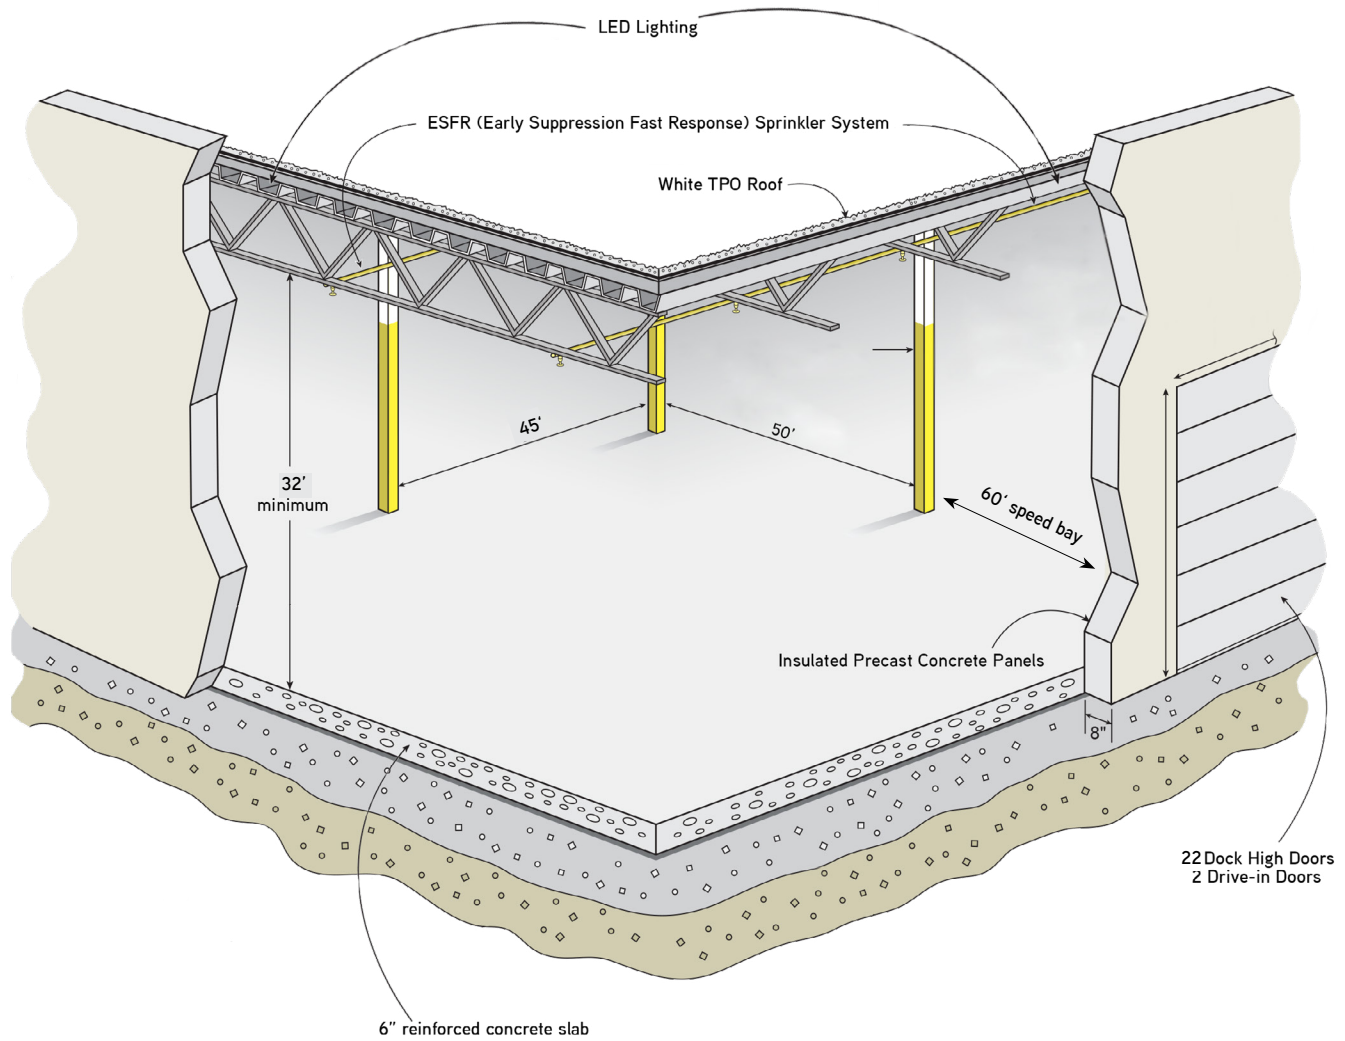 LED Lighting
ESFR (Early Suppression Fast Response) Sprinkler System
White TPO Roof
45'
50'
32'
minimum
60' speed bay
Insulated Precast Concrete Panels
8"
22 Dock High Doors
2 Drive-in Doors
6" reinforced concrete slab